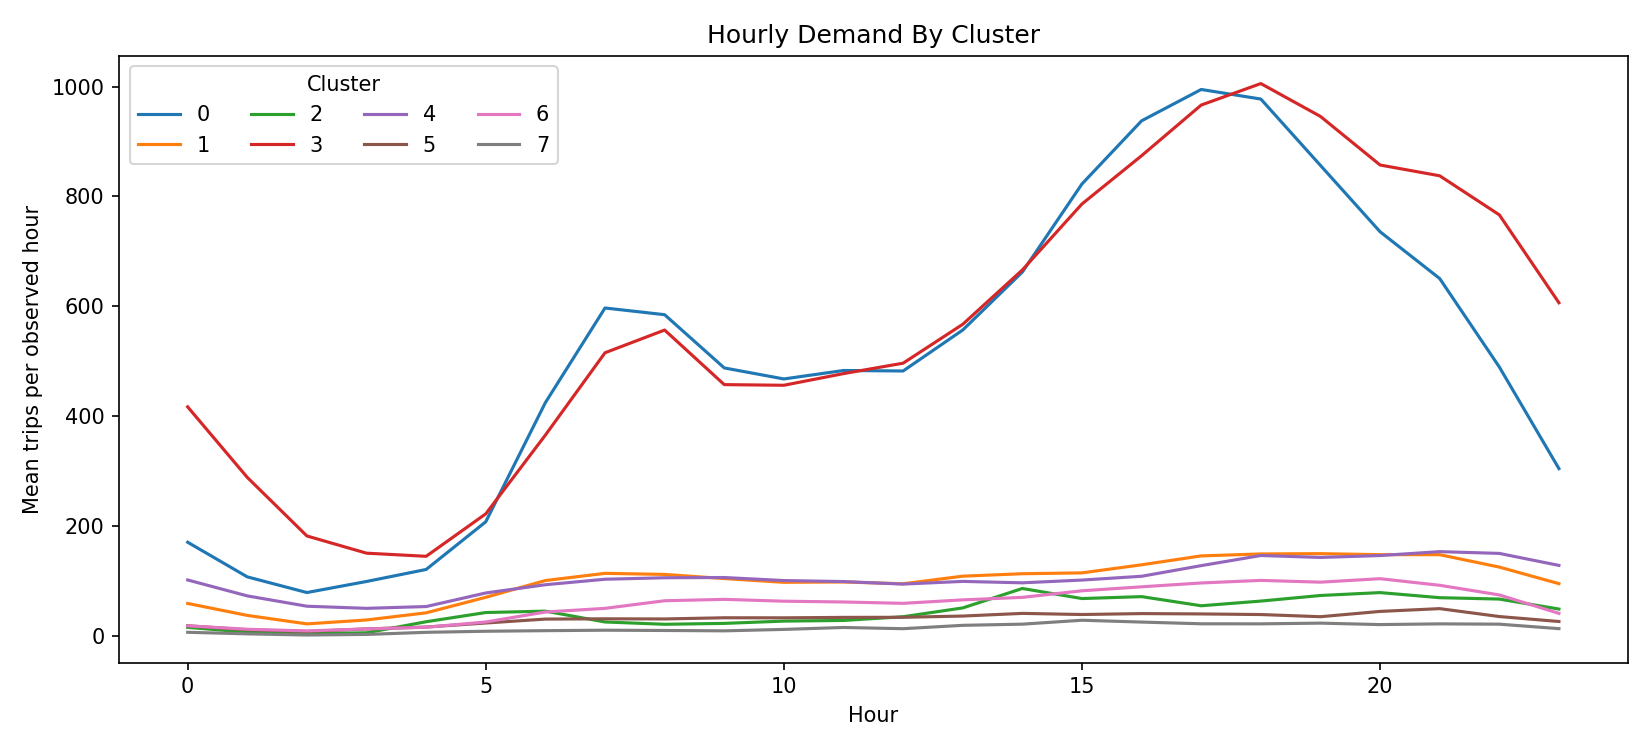 Hourly Demand By Cluster
Cluster
0 2 4 6
1 3 5 7
Mean trips per observed hour
1000
800
600
400
200
0
0 5 10 15 20
Hour